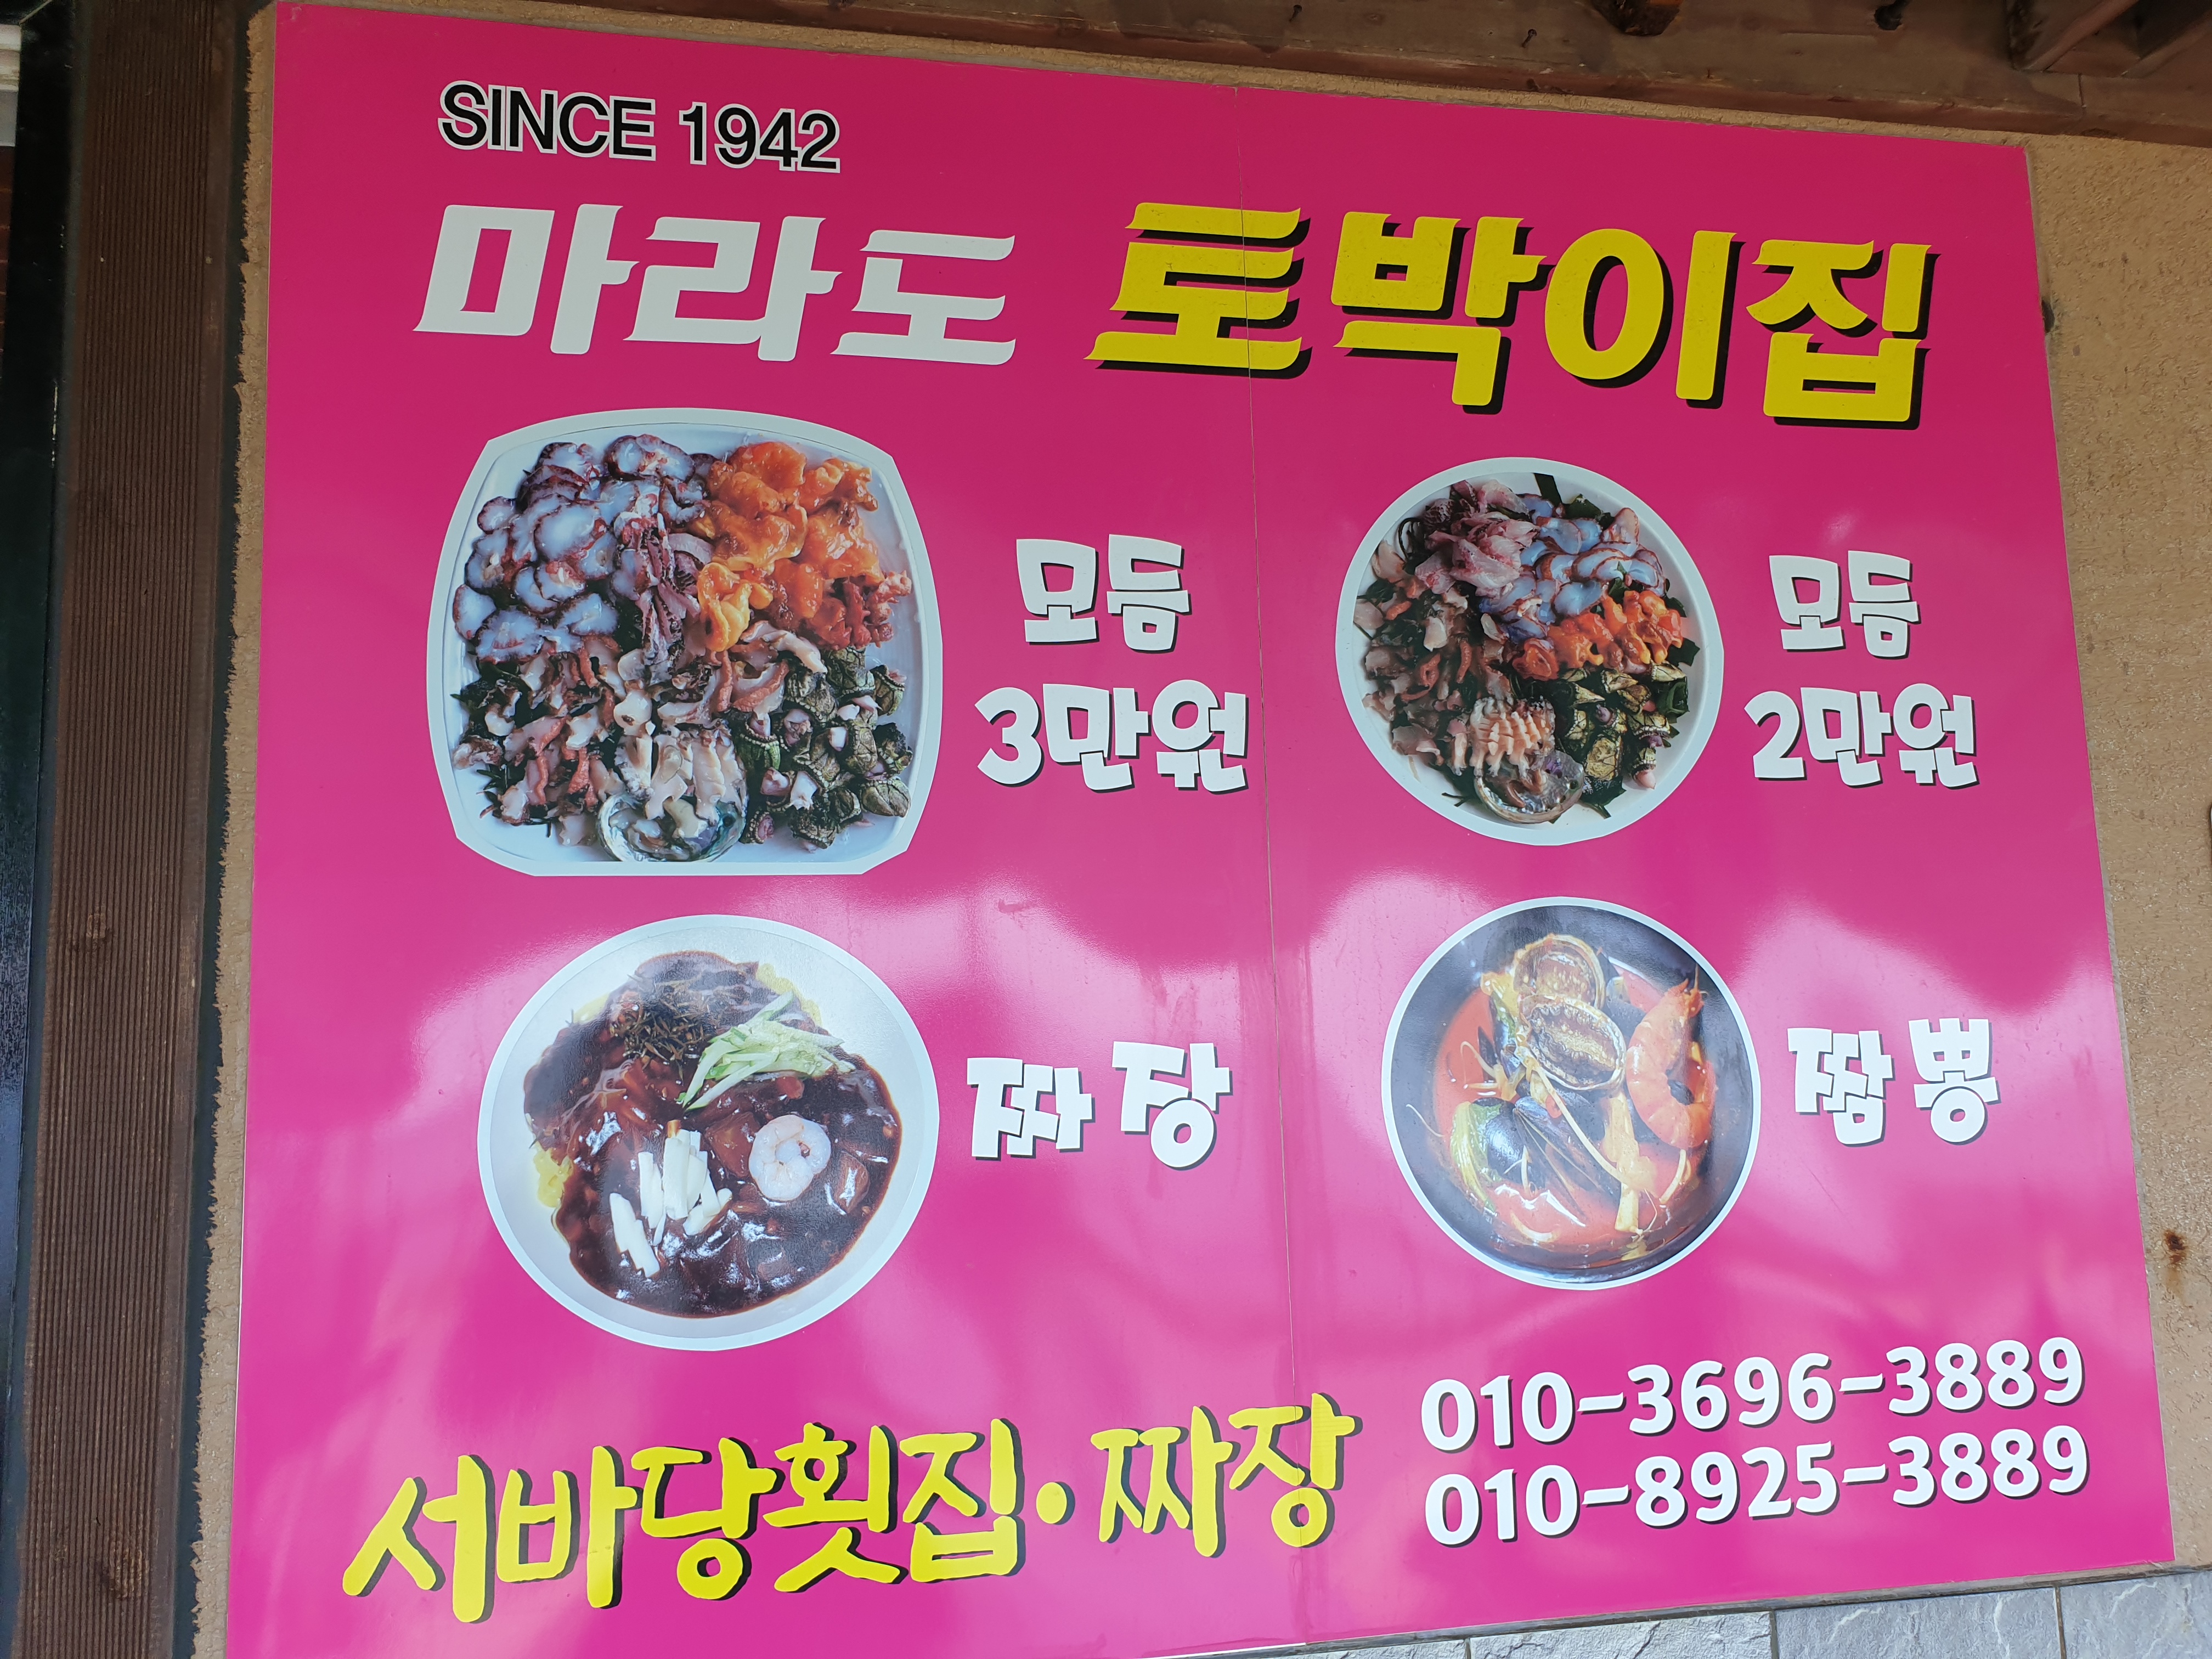 SINCE 1942
마라도 토박이집
모듬
3만원
모듬
2만원
짜장
짬뽕
서바당횟집·짜장
010-3696-3889
010-8925-3889